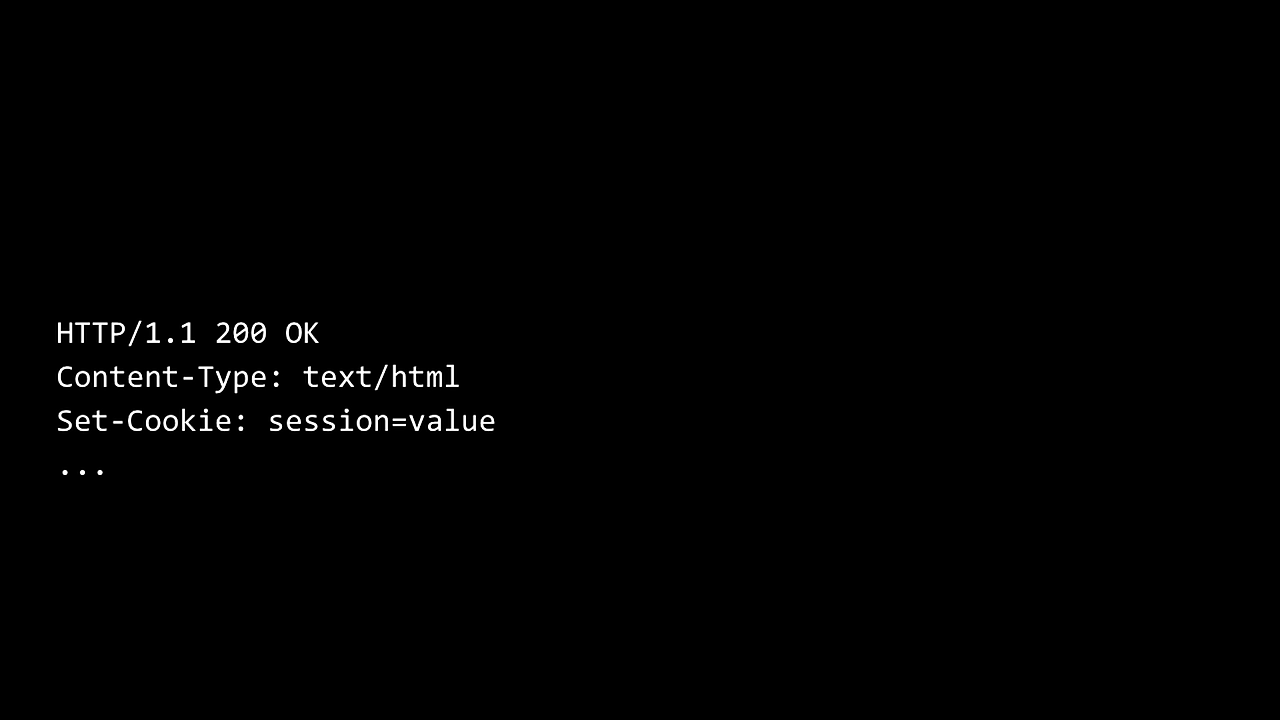 HTTP/1.1 200 OK
Content-Type: text/html
Set-Cookie: session=value
...